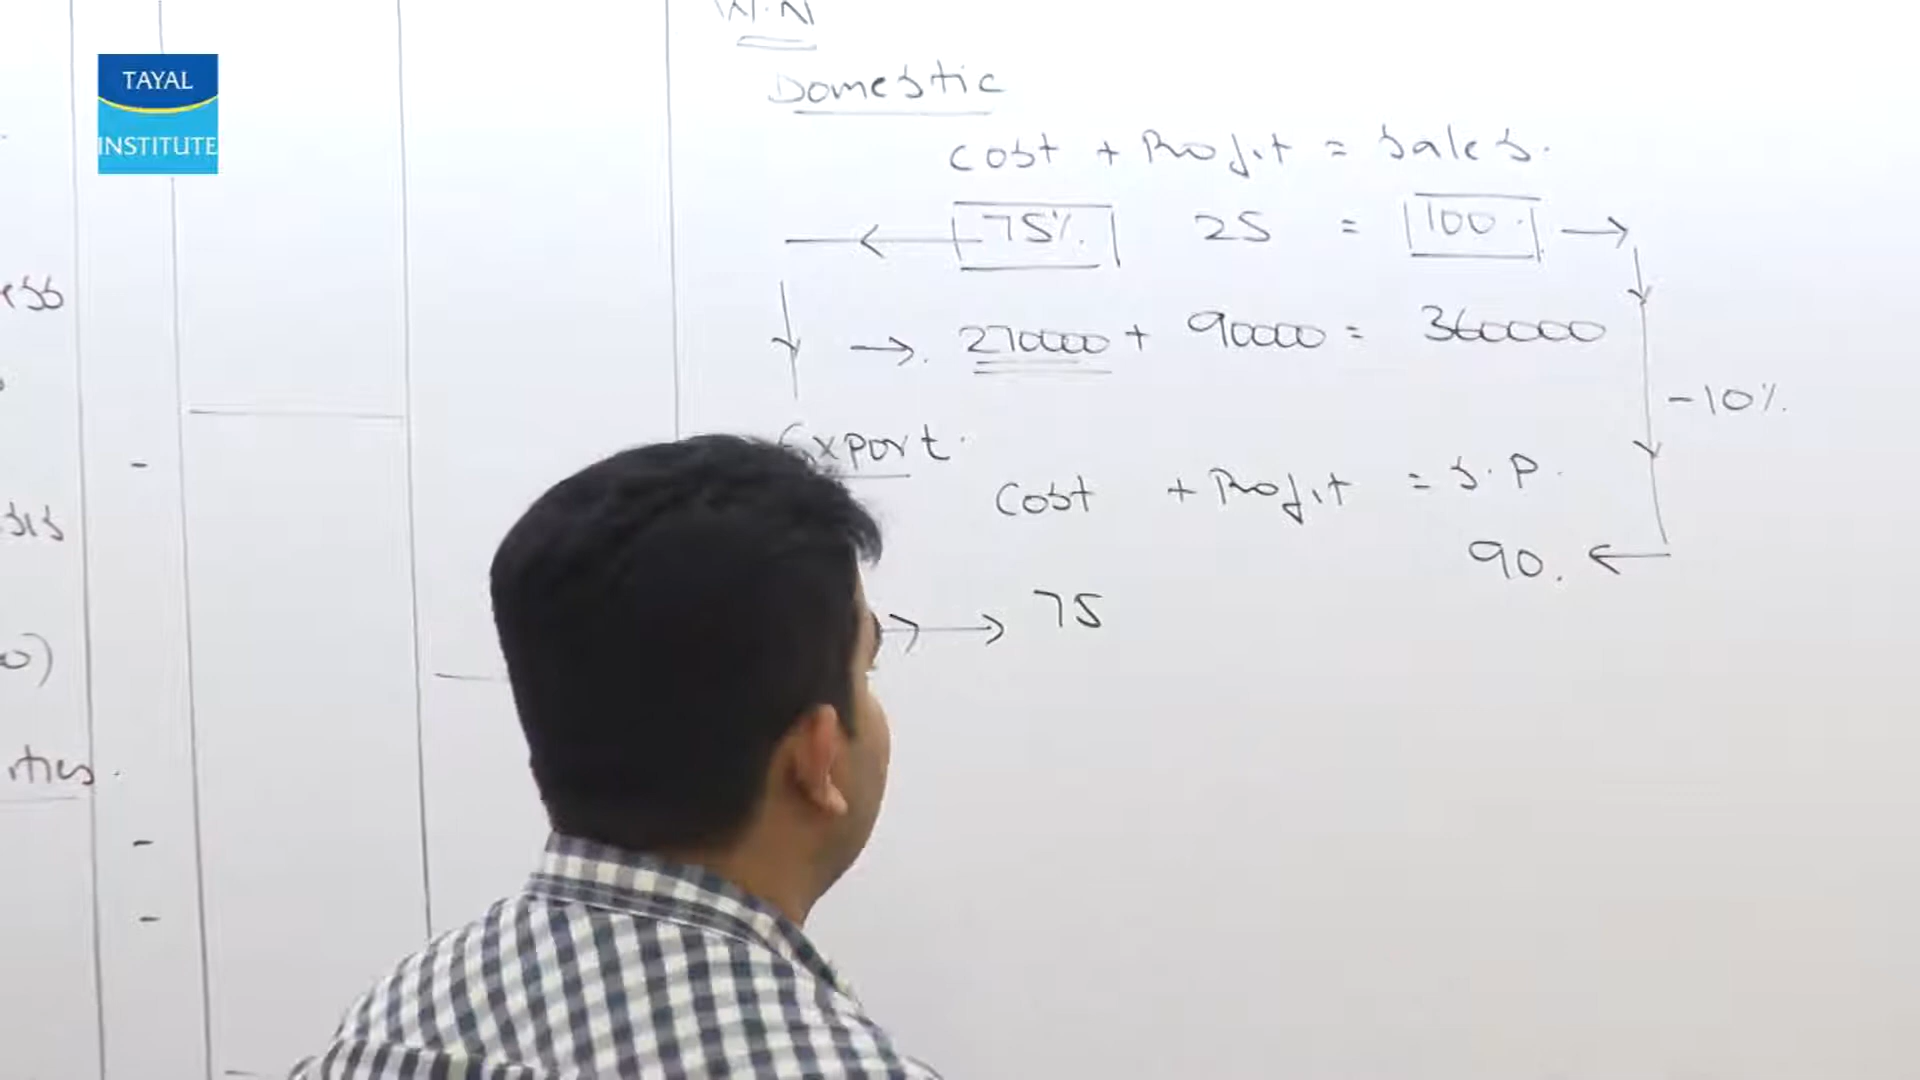 TAYAL
INSTITUTE
W.N
Domestic
Cost + Profit = Sales.
75% 25 = 100
→ 270000 + 90000 = 360000
-10%
Export.
Cost + Profit = S.P.
90.
75